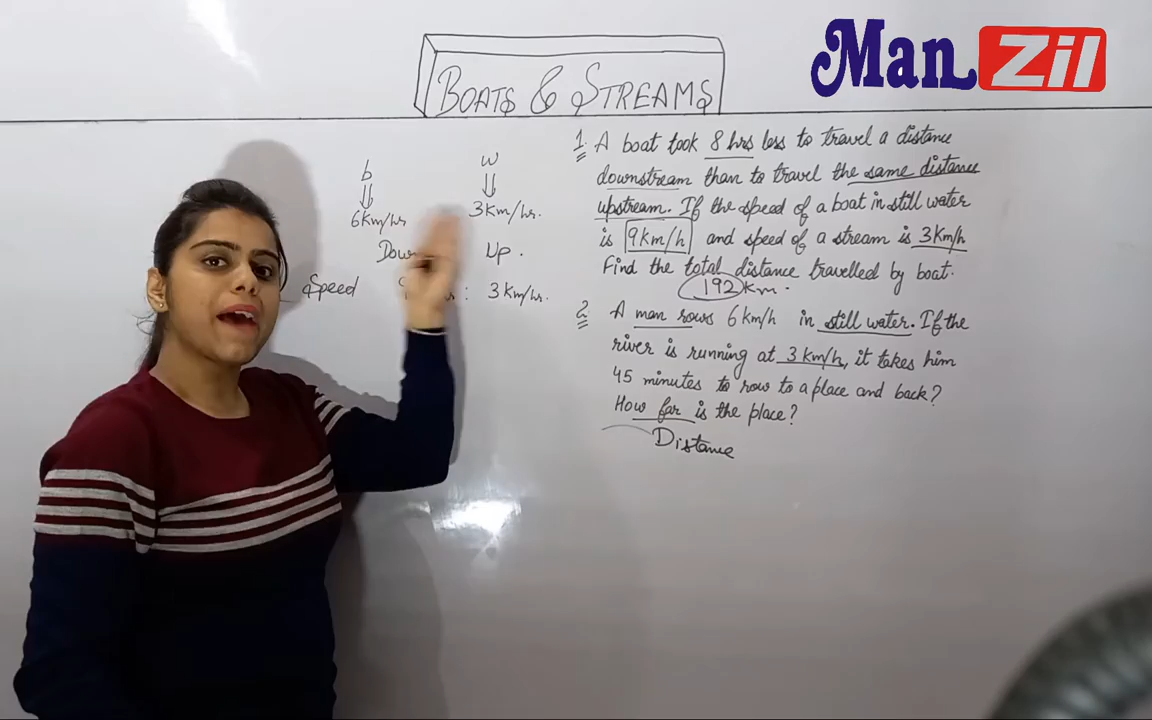 Man Zil
BOATS & STREAMS
b w
6Km/hr 3Km/hr.
Up.
Speed : 3 Km/hr.
1. A boat took 8 hrs less to travel a distance
downstream than to travel the same distance
upstream. If the speed of a boat in still water
is 9km/h and speed of a stream is 3Km/h
Find the total distance travelled by boat.
192 Km.
2. A man rows 6 km/h in still water. If the
river is running at 3 km/h, it takes him
45 minutes to row to a place and back?
How far is the place?
Distance